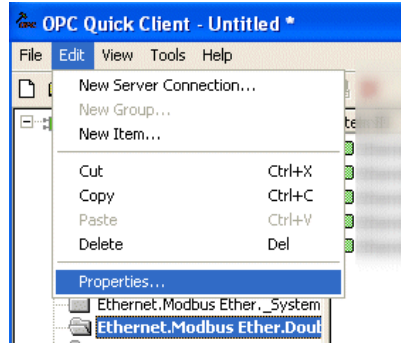 OPC Quick Client - Untitled *
File Edit View Tools Help
New Server Connection...
New Group...
New Item...
Cut Ctrl+X
Copy Ctrl+C
Paste Ctrl+V
Delete Del
Properties...
Ethernet.Modbus Ether._System
Ethernet.Modbus Ether.Doub